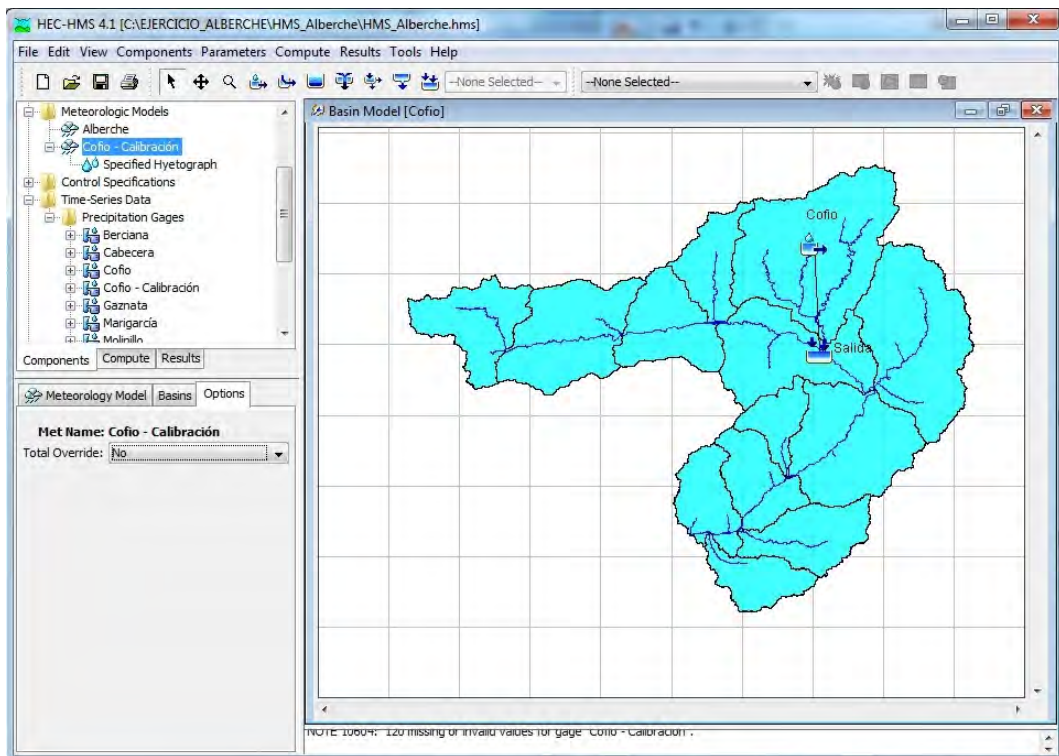 HEC-HMS 4.1 [C:\EJERCICIO_ALBERCHE\HMS_Alberche\HMS_Alberche.hms]
File Edit View Components Parameters Compute Results Tools Help
--None Selected-- --None Selected--
Meteorologic Models
Alberche
Cofio - Calibración
Specified Hyetograph
Control Specifications
Time-Series Data
Precipitation Gages
Berciana
Cabecera
Cofio
Cofio - Calibración
Gaznata
Marigarcía
Molinillo
Components Compute Results
Meteorology Model Basins Options
Met Name: Cofio - Calibración
Total Override: No
Basin Model [Cofio]
Cofio
Salida
NOTE 10604: 120 missing or invalid values for gage "Cofio - Calibración".